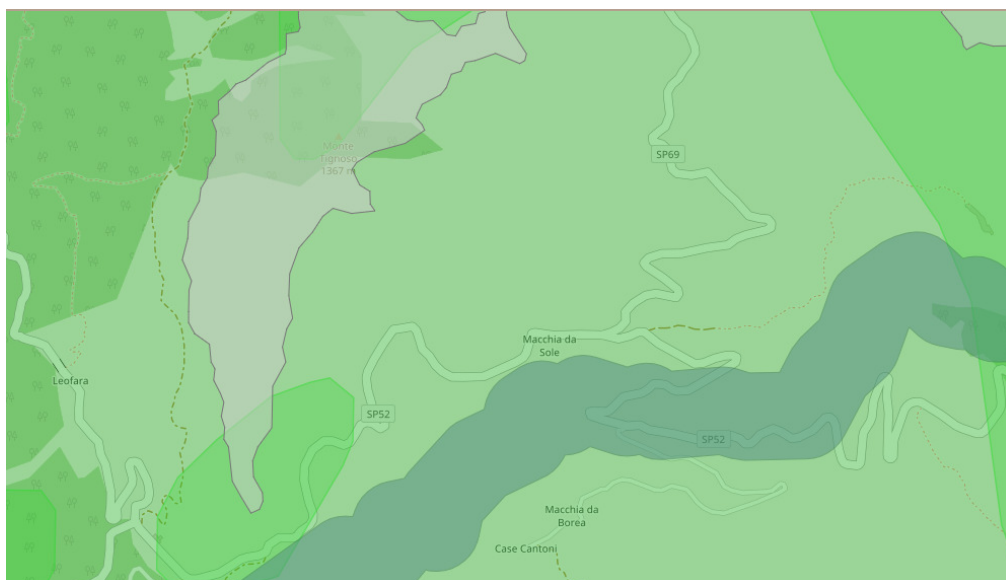 Monte
Tignoso
1367 m
SP69
Macchia da
Sole
Leofara
SP52
SP52
Macchia da
Borea
Case Cantoni